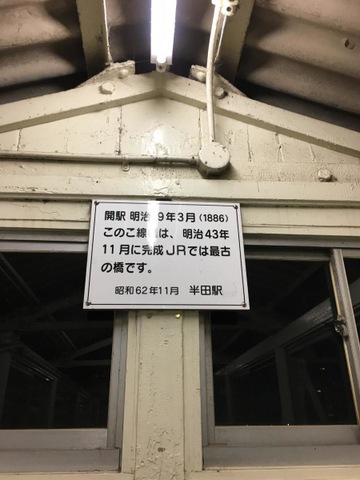 開駅 明治 9年3月(1886)
このこ線 は、明治43年
11月に完成JRでは最古
の橋です。
昭和62年11月 半田駅